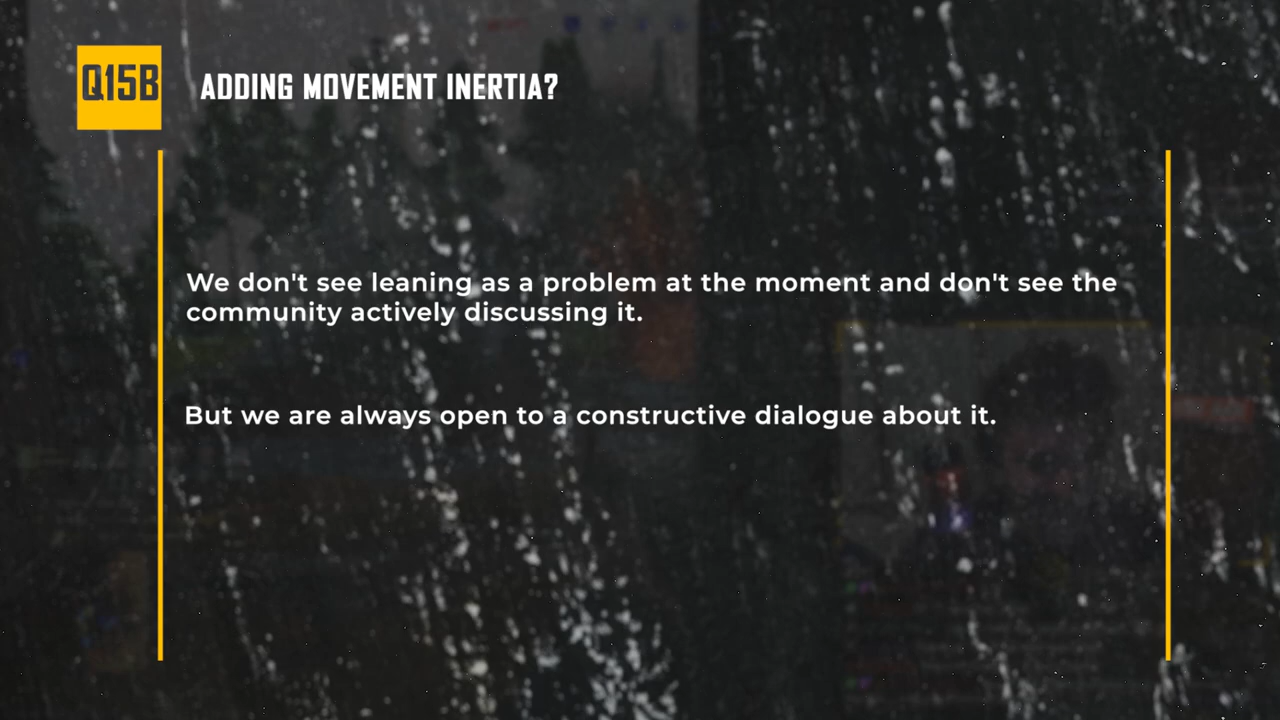 Q15B
ADDING MOVEMENT INERTIA?
We don't see leaning as a problem at the moment and don't see the
community actively discussing it.
But we are always open to a constructive dialogue about it.